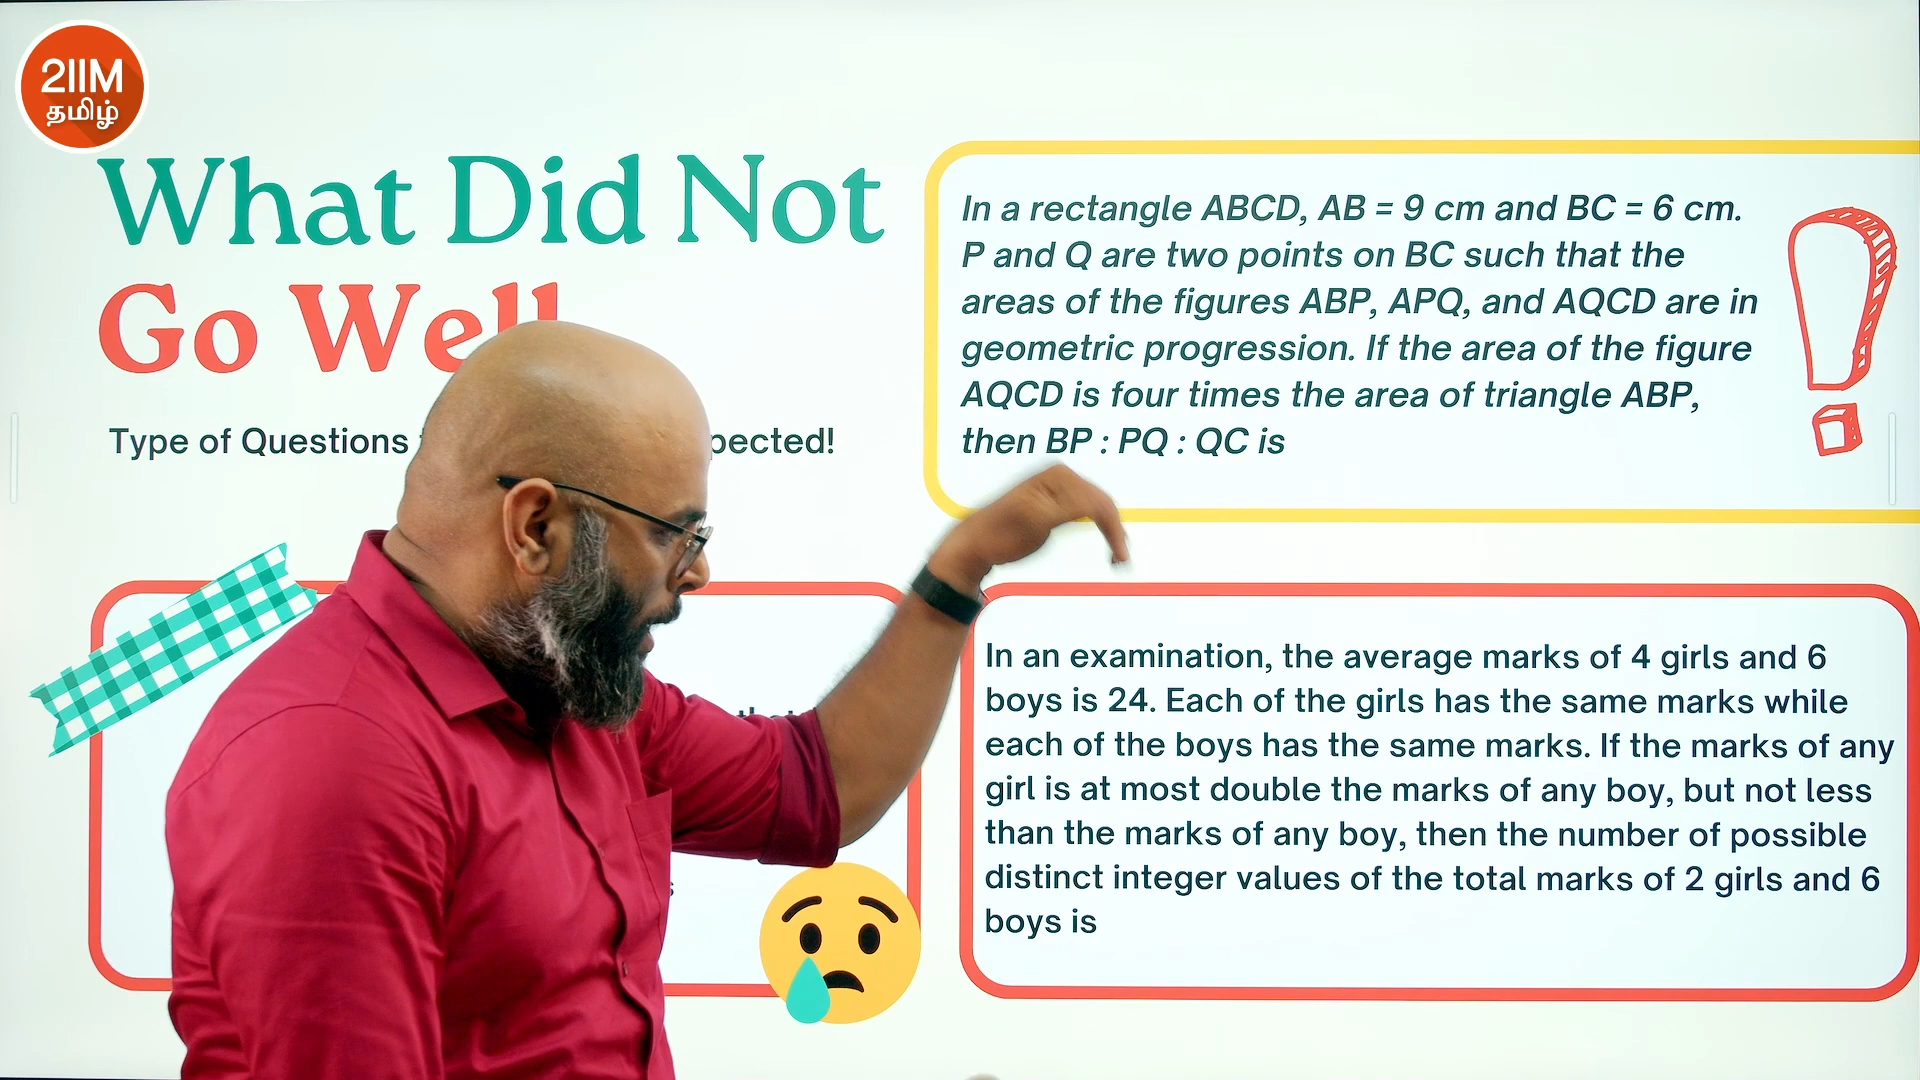 2IIM
தமிழ்
What Did Not
Go Well
Type of Questions pected!
In a rectangle ABCD, AB = 9 cm and BC = 6 cm.
P and Q are two points on BC such that the
areas of the figures ABP, APQ, and AQCD are in
geometric progression. If the area of the figure
AQCD is four times the area of triangle ABP,
then BP : PQ : QC is
In an examination, the average marks of 4 girls and 6
boys is 24. Each of the girls has the same marks while
each of the boys has the same marks. If the marks of any
girl is at most double the marks of any boy, but not less
than the marks of any boy, then the number of possible
distinct integer values of the total marks of 2 girls and 6
boys is